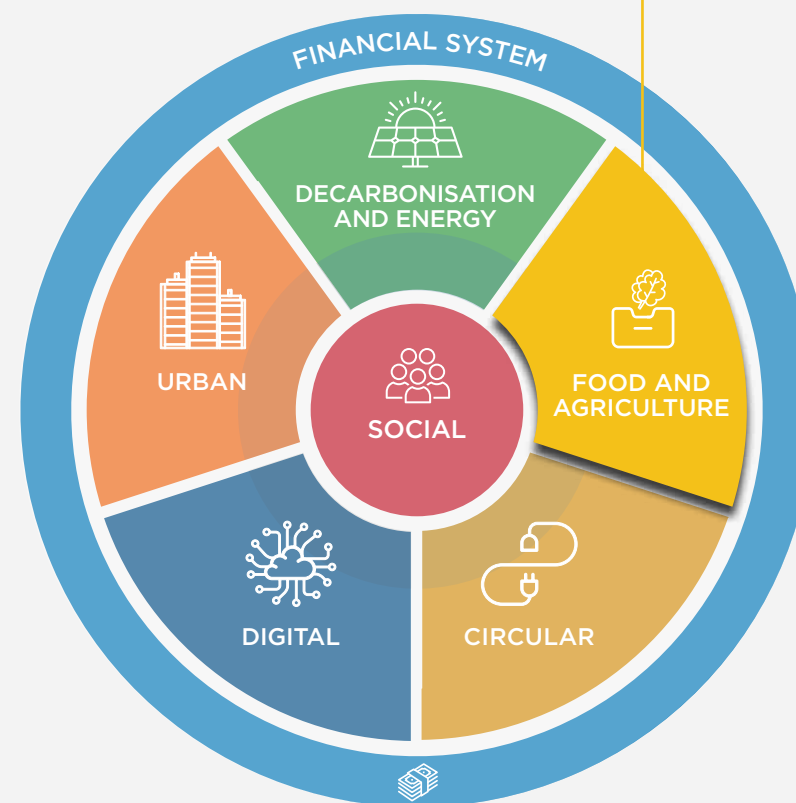 FINANCIAL SYSTEM
DECARBONISATION
AND ENERGY
FOOD AND
AGRICULTURE
URBAN
SOCIAL
DIGITAL
CIRCULAR